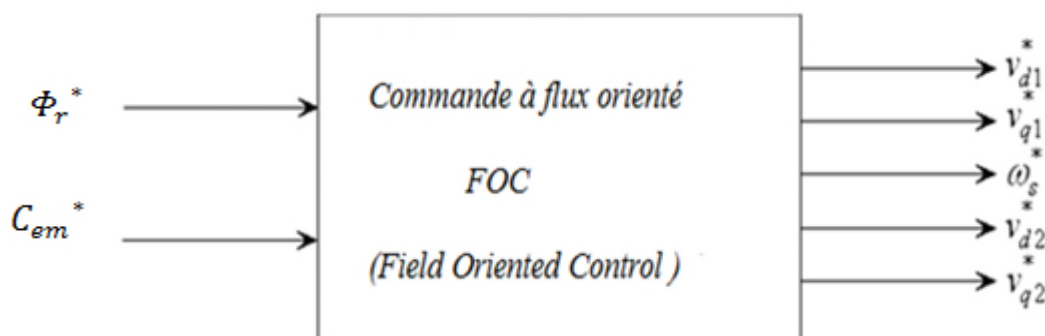 Φr*
Cem*
Commande à flux orienté
FOC
(Field Oriented Control )
v*d1
v*q1
ω*s
v*d2
v*q2